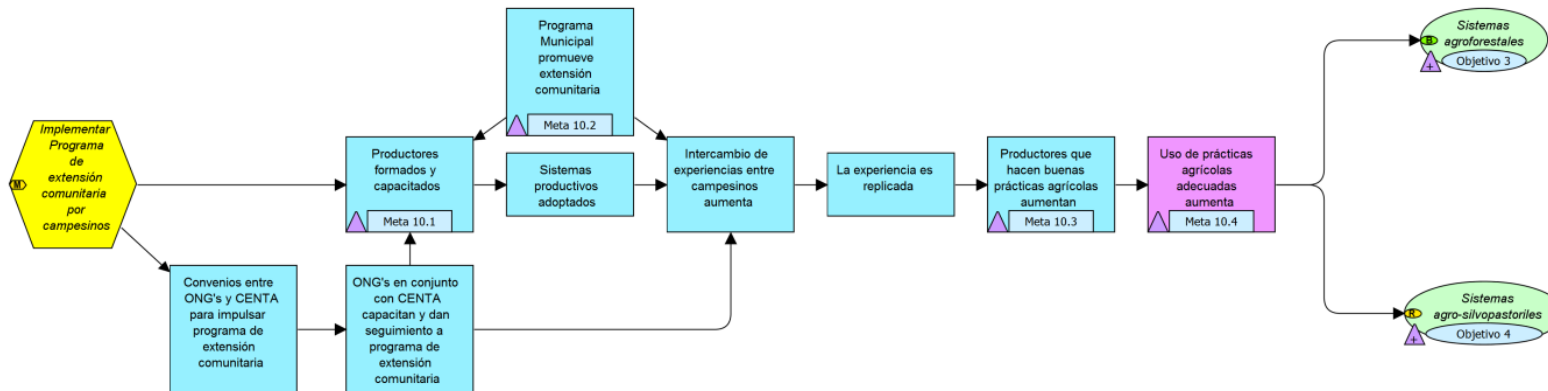 Implementar
Programa
de
extensión
comunitaria
por
campesinos
M
Convenios entre
ONG's y CENTA
para impulsar
programa de
extensión
comunitaria
Programa
Municipal
promueve
extensión
comunitaria
Meta 10.2
Productores
formados y
capacitados
Meta 10.1
ONG's en conjunto
con CENTA
capacitan y dan
seguimiento a
programa de
extensión
comunitaria
Sistemas
productivos
adoptados
Intercambio de
experiencias entre
campesinos
aumenta
La experiencia es
replicada
Productores que
hacen buenas
prácticas agrícolas
aumentan
Meta 10.3
Uso de prácticas
agrícolas
adecuadas
aumenta
Meta 10.4
Sistemas
agroforestales
B
Objetivo 3
+
Sistemas
agro-silvopastoriles
R
Objetivo 4
+